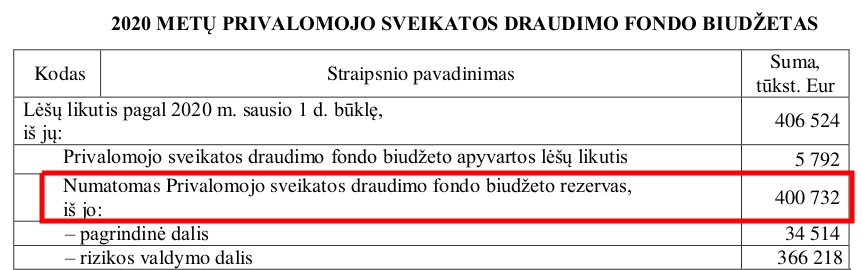 2020 METŲ PRIVALOMOJO SVEIKATOS DRAUDIMO FONDO BIUDŽETAS
Kodas Straipsnio pavadinimas Suma, tūkst. Eur
Lėšų likutis pagal 2020 m. sausio 1 d. būklę,
iš jų: 406 524
Privalomojo sveikatos draudimo fondo biudžeto apyvartos lėšų likutis 5 792
Numatomas Privalomojo sveikatos draudimo fondo biudžeto rezervas,
iš jo: 400 732
– pagrindinė dalis 34 514
– rizikos valdymo dalis 366 218